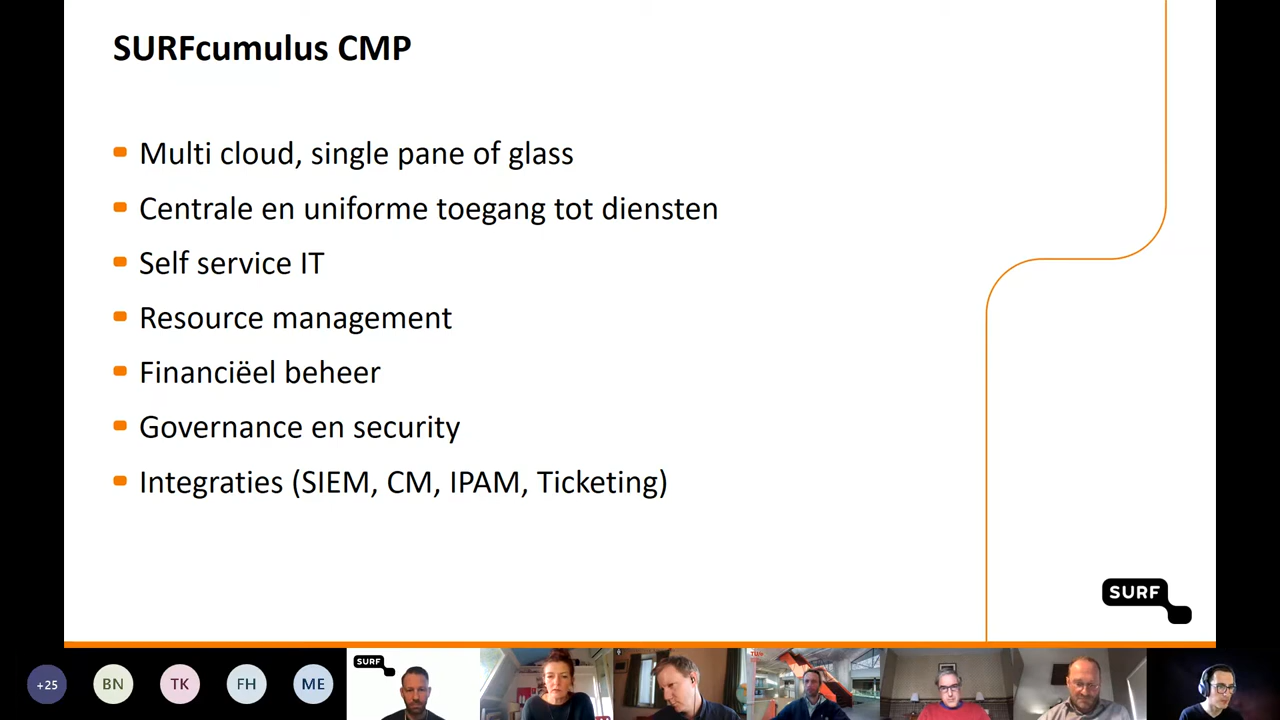 SURFcumulus CMP
Multi cloud, single pane of glass
Centrale en uniforme toegang tot diensten
Self service IT
Resource management
Financiëel beheer
Governance en security
Integraties (SIEM, CM, IPAM, Ticketing)
SURF
+25
BN
TK
FH
ME
SURF